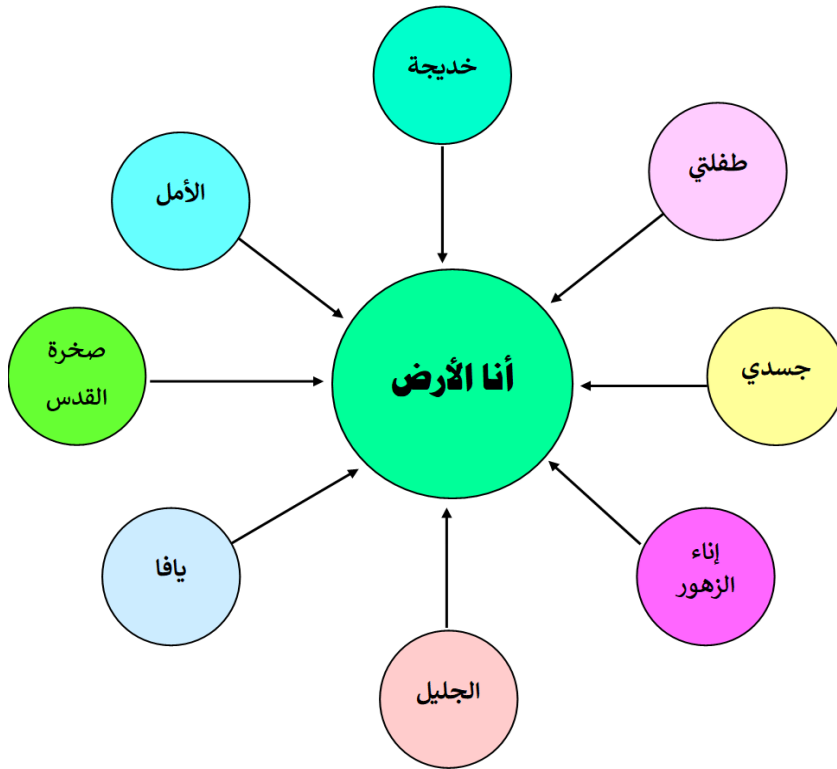 خديجة
طفلتي
الأمل
صخرة
القدس
أنا الأرض
جسدي
يافا
إناء
الزهور
الجليل